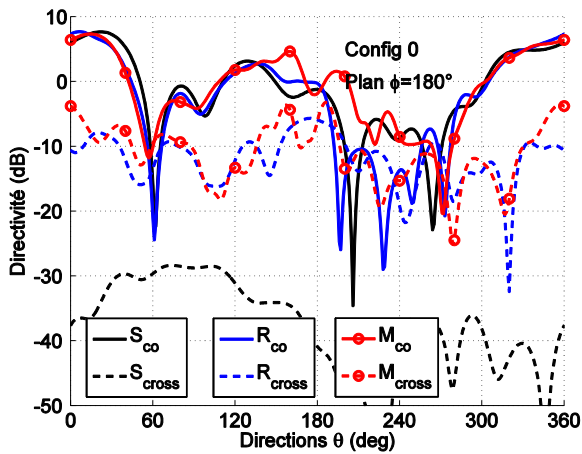 10
0
-10
-20
-30
-40
-50
Directivité (dB)
Config 0
Plan ϕ=180°
S_co
S_cross
R_co
R_cross
M_co
M_cross
0 60 120 180 240 300 360
Directions θ (deg)